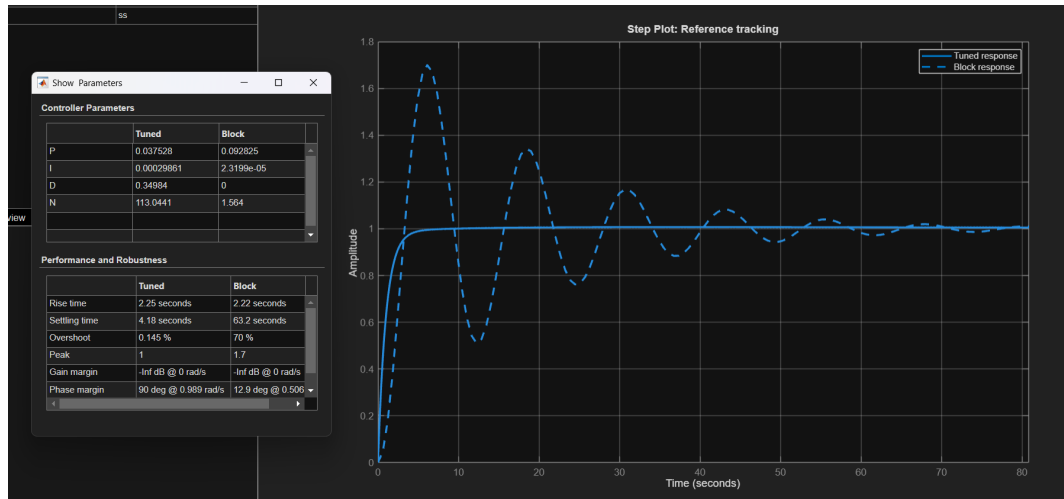 ss
view
Show Parameters
Controller Parameters
Tuned Block
P 0.037528 0.092825
I 0.00029861 2.3199e-05
D 0.34984 0
N 113.0441 1.564
Performance and Robustness
Tuned Block
Rise time 2.25 seconds 2.22 seconds
Settling time 4.18 seconds 63.2 seconds
Overshoot 0.145 % 70 %
Peak 1 1.7
Gain margin -Inf dB @ 0 rad/s -Inf dB @ 0 rad/s
Phase margin 90 deg @ 0.989 rad/s 12.9 deg @ 0.506
Step Plot: Reference tracking
Tuned response
Block response
Amplitude
1.8
1.6
1.4
1.2
1
0.8
0.6
0.4
0.2
0
0 10 20 30 40 50 60 70 80
Time (seconds)